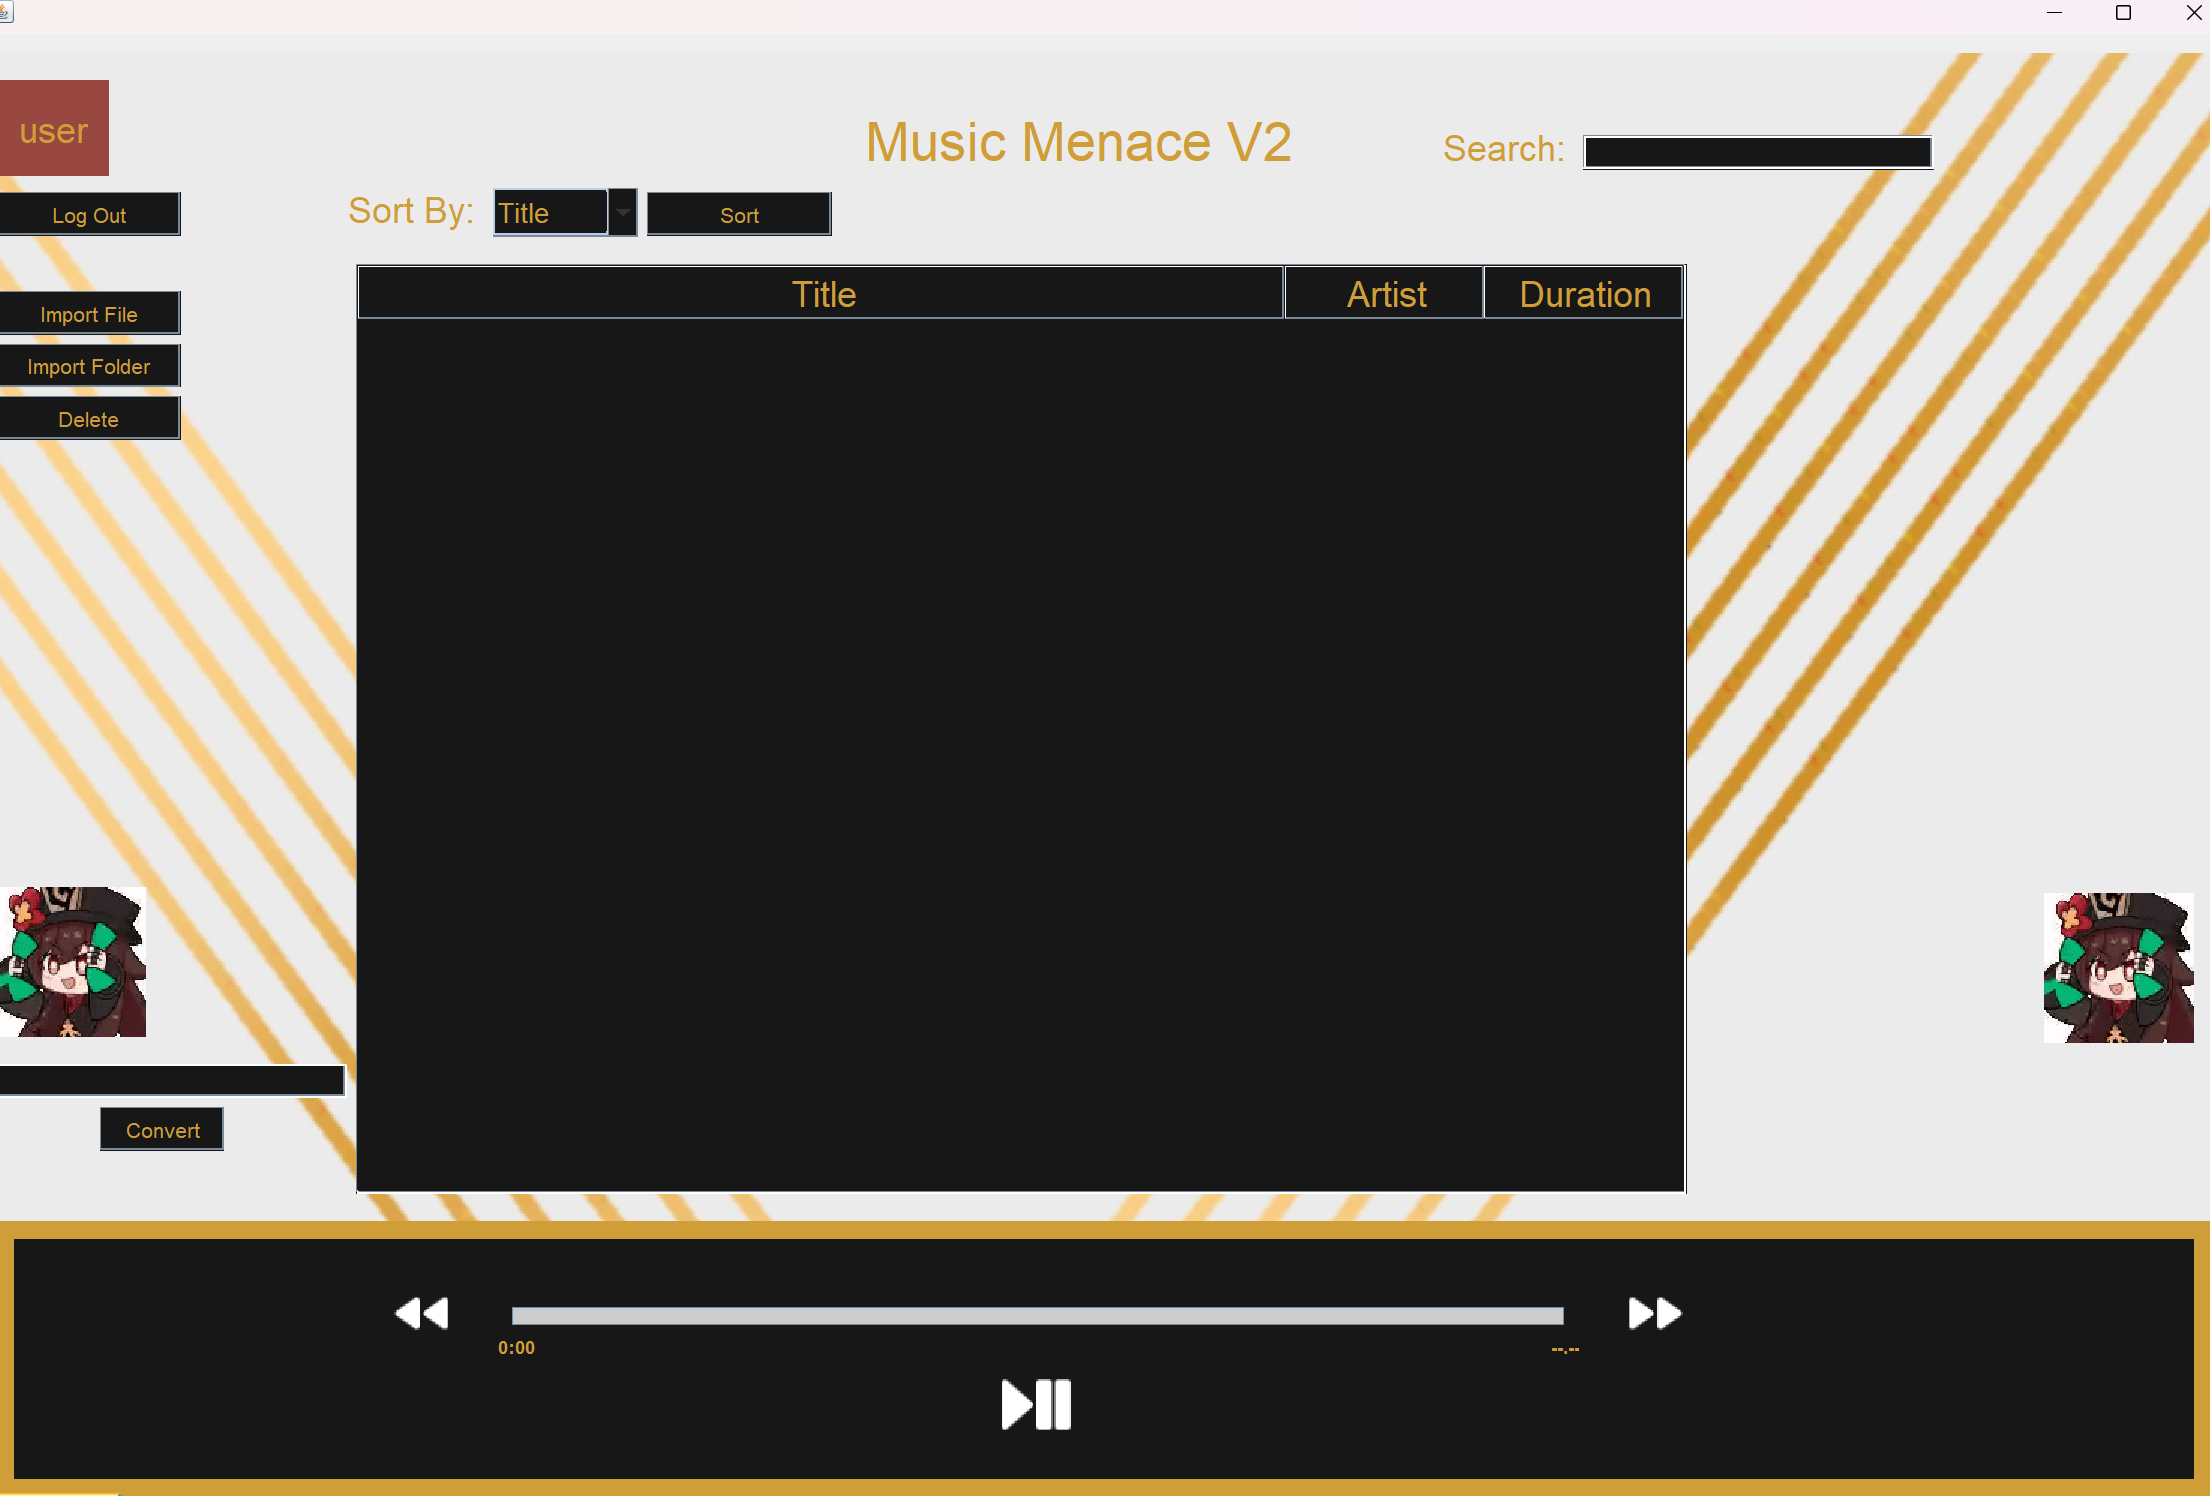 user
Music Menace V2
Search:
Log Out
Sort By:
Title
Sort
Title
Artist
Duration
Import File
Import Folder
Delete
Convert
0:00
--.--